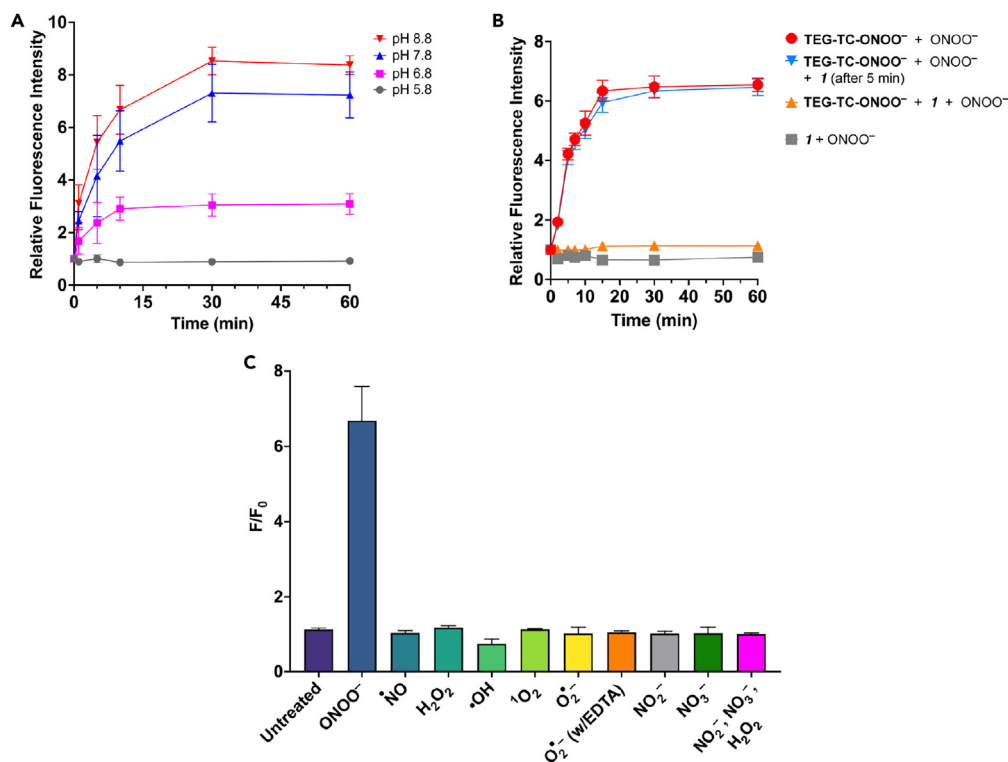 A
Relative Fluorescence Intensity
10
8
6
4
2
0
0
15
30
45
60
Time (min)
pH 8.8
pH 7.8
pH 6.8
pH 5.8
B
Relative Fluorescence Intensity
8
6
4
2
0
0
10
20
30
40
50
60
Time (min)
TEG-TC-ONOO⁻ + ONOO⁻
TEG-TC-ONOO⁻ + ONOO⁻
+ 1 (after 5 min)
TEG-TC-ONOO⁻ + 1 + ONOO⁻
1 + ONOO⁻
C
F/F₀
8
6
4
2
0
Untreated
ONOO⁻
•NO
H₂O₂
•OH
¹O₂
O₂•⁻
O₂•⁻ (w/EDTA)
NO₂⁻
NO₃⁻
NO₂⁻, NO₃⁻,
H₂O₂